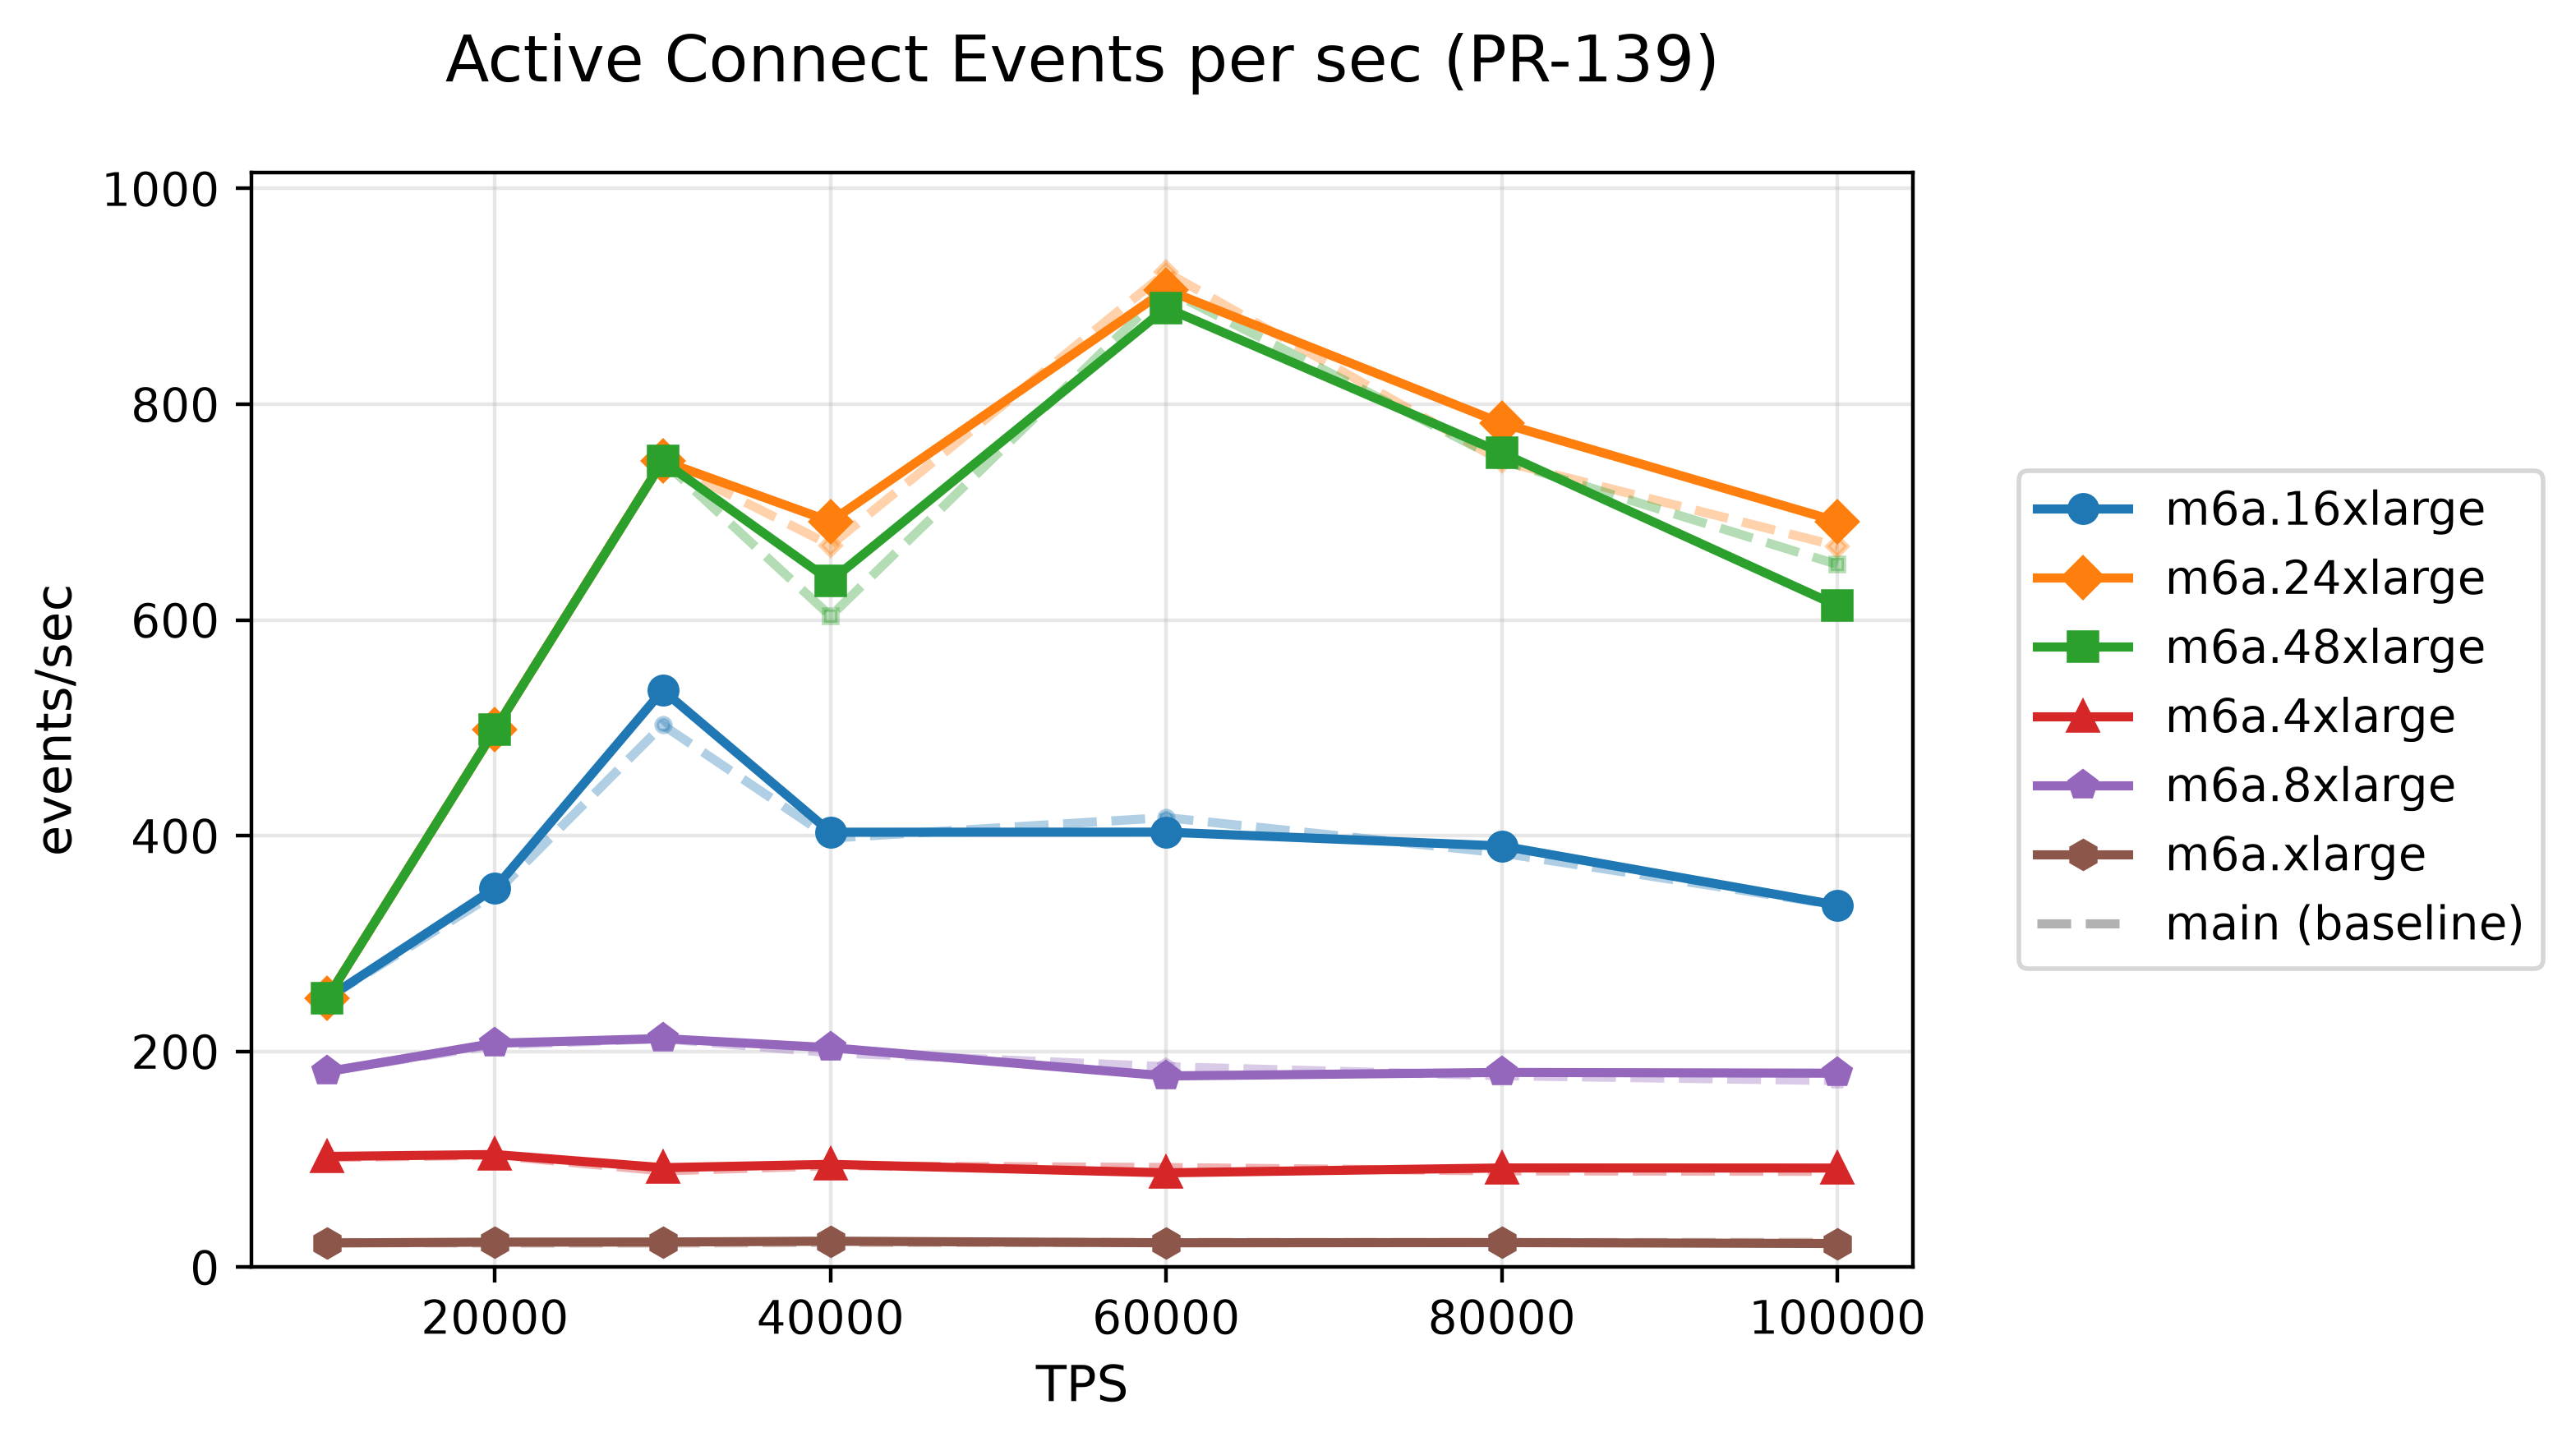 Active Connect Events per sec (PR-139)
1000
800
600
400
200
0
events/sec
20000 40000 60000 80000 100000
TPS
m6a.16xlarge
m6a.24xlarge
m6a.48xlarge
m6a.4xlarge
m6a.8xlarge
m6a.xlarge
main (baseline)